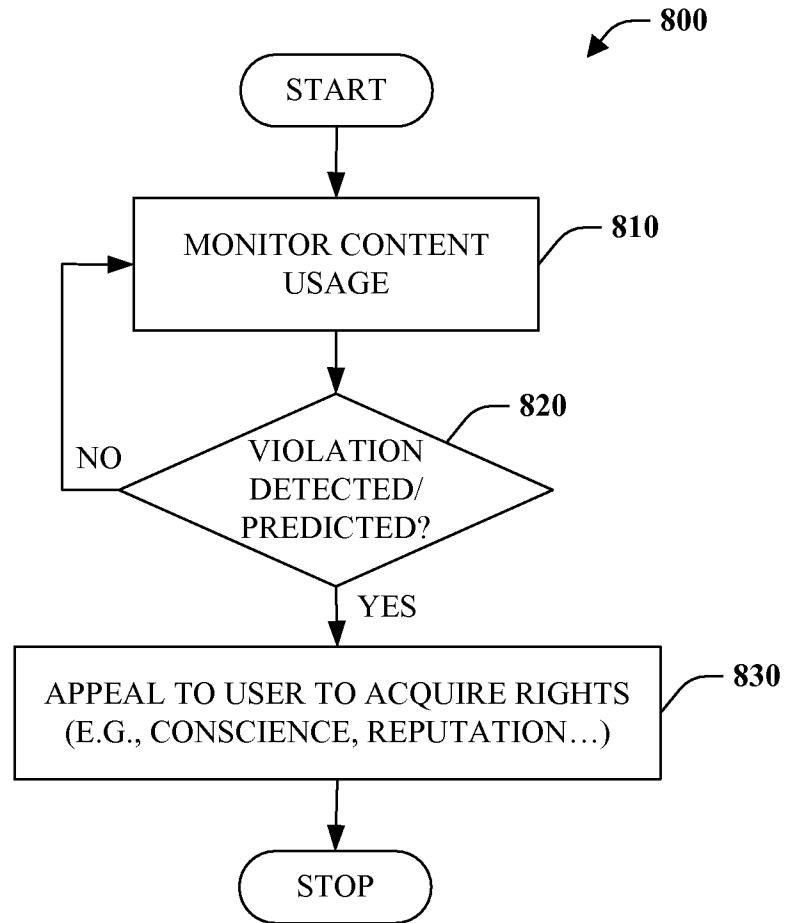 800
START
MONITOR CONTENT
USAGE
810
820
NO
VIOLATION
DETECTED/
PREDICTED?
YES
APPEAL TO USER TO ACQUIRE RIGHTS
(E.G., CONSCIENCE, REPUTATION…)
830
STOP